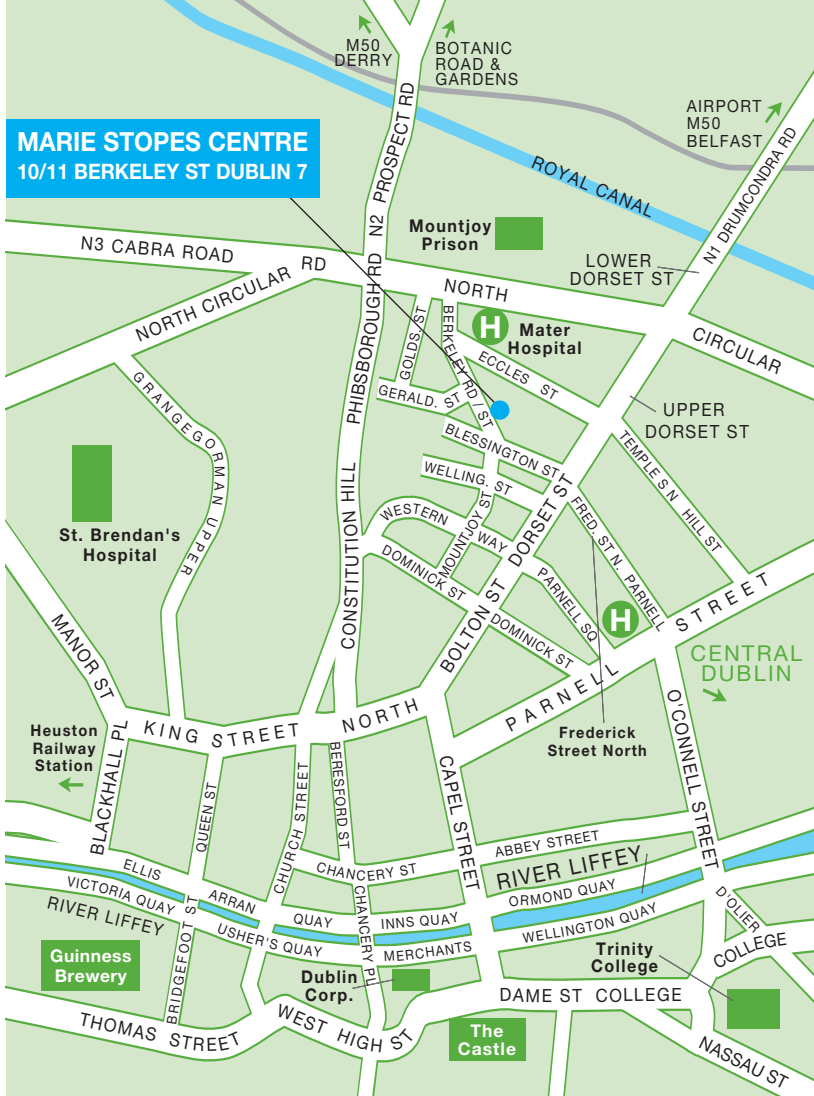 M50
DERRY
BOTANIC
ROAD &
GARDENS
AIRPORT
M50
BELFAST
MARIE STOPES CENTRE
10/11 BERKELEY ST DUBLIN 7
N2 PROSPECT RD
ROYAL CANAL
N1 DRUMCONDRA RD
Mountjoy
Prison
N3 CABRA ROAD
LOWER
DORSET ST
NORTH CIRCULAR RD
NORTH
CIRCULAR
PHIBSBOROUGH RD
GOLDS. ST
BERKELEY RD / ST
H
Mater
Hospital
ECCLES ST
GERALD. ST
GRANGEGORMAN UPPER
UPPER
DORSET ST
BLESSINGTON ST
TEMPLE S N HILL ST
WELLING. ST
St. Brendan's
Hospital
CONSTITUTION HILL
WESTERN WAY
MOUNTJOY ST
DORSET ST
FRED. ST N. PARNELL
DOMINICK ST
PARNELL SQ
BOLTON ST
DOMINICK ST
H
PARNELL STREET
MANOR ST
CENTRAL
DUBLIN
KING STREET NORTH
Heuston
Railway
Station
Frederick
Street North
BLACKHALL PL
QUEEN ST
CHURCH STREET
BERESFORD ST
CAPEL STREET
O'CONNELL STREET
ABBEY STREET
CHANCERY ST
RIVER LIFFEY
ELLIS
ARRAN
QUAY
INNS QUAY
ORMOND QUAY
VICTORIA QUAY
RIVER LIFFEY
USHER'S QUAY
MERCHANTS
WELLINGTON QUAY
D'OLIER
BRIDGEFOOT ST
CHANCERY PL
COLLEGE
Guinness
Brewery
Dublin
Corp.
Trinity
College
DAME ST COLLEGE
THOMAS STREET
WEST HIGH ST
The
Castle
NASSAU ST